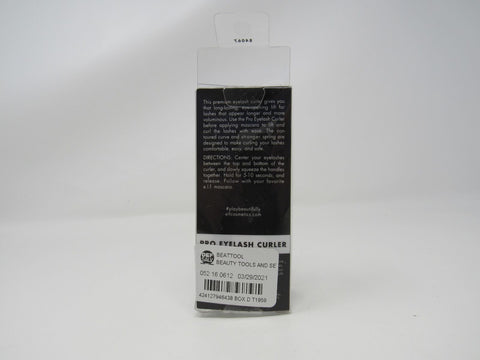 This premium eyelash curler gives you
that long-lasting, eye-opening lift for
lashes that appear longer and more
voluminous. Use the Pro Eyelash Curler
before applying mascara to lift and
curl the lashes with ease. The con
toured curve and stronger spring are
designed to make curling your lashes
comfortable, easy, and safe.
DIRECTIONS: Center your eyelashes
between the top and bottom of the
curler, and slowly squeeze the handles
together. Hold for 5-10 seconds, and
release. Follow with your favorite
e.l.f. mascara.
#playbeautifully
elfcosmetics.com
PRO EYELASH CURLER
BEATTOOL
BEAUTY TOOLS AND SE
052 16 0612 03/29/2021
424127946438 BOX D T1959